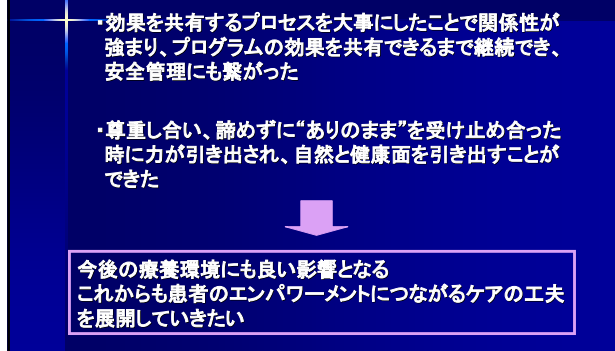 ・効果を共有するプロセスを大事にしたことで関係性が
強まり、プログラムの効果を共有できるまで継続でき、
安全管理にも繋がった
・尊重し合い、諦めずに“ありのまま”を受け止め合った
時に力が引き出され、自然と健康面を引き出すことが
できた
今後の療養環境にも良い影響となる
これからも患者のエンパワーメントにつながるケアの工夫
を展開していきたい